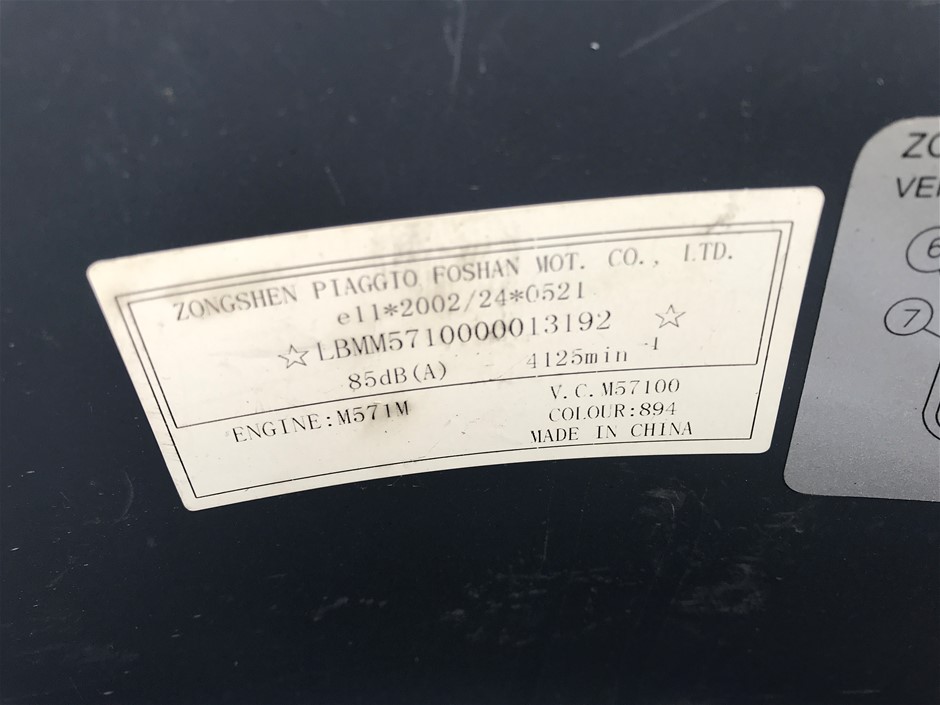 ZONGSHEN PIAGGIO FOSHAN MOT. CO., LTD.
e11*2002/24*0521
☆LBMM5710000013192 ☆
85dB(A) 4125min⁻¹
ENGINE:M571M
V.C.M57100
COLOUR:894
MADE IN CHINA
ZO
VE
6
7